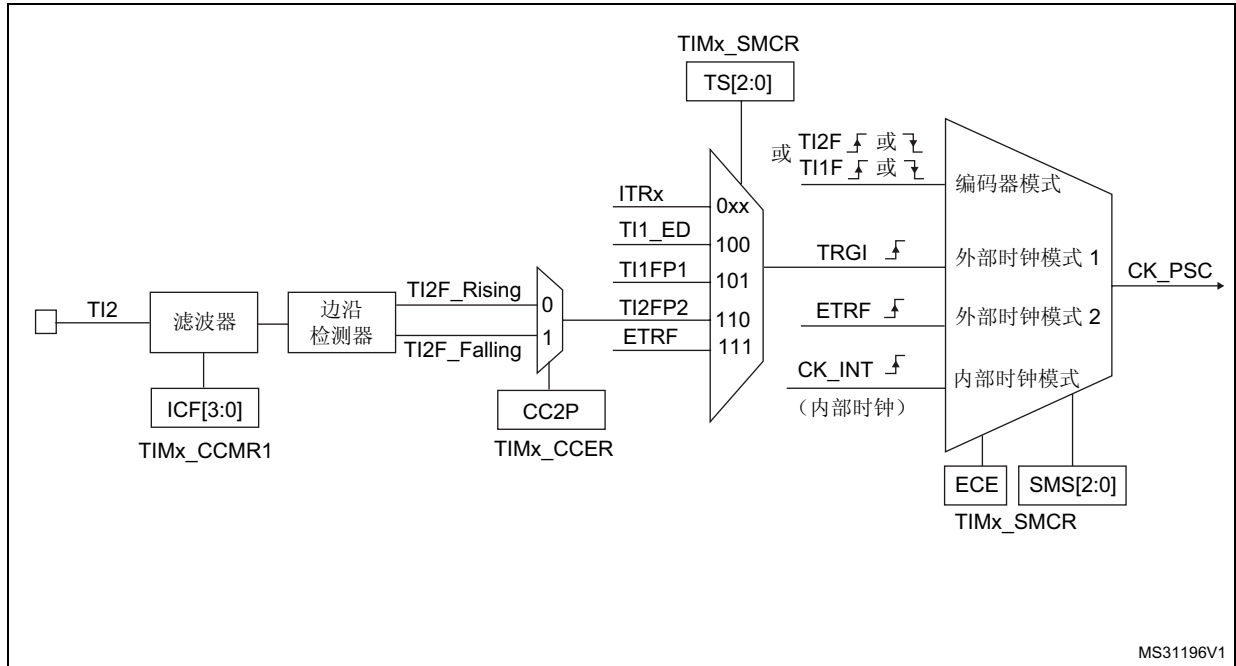 TIMx_SMCR
TS[2:0]
或 TI2F 或
TI1F 或
编码器模式
ITRx
0xx
TI1_ED
100
TRGI
外部时钟模式 1
CK_PSC
TI1FP1
101
TI2
滤波器
边沿
检测器
TI2F_Rising
0
TI2FP2
110
ETRF
外部时钟模式 2
TI2F_Falling
1
ETRF
111
CK_INT
内部时钟模式
（内部时钟）
ICF[3:0]
CC2P
TIMx_CCMR1
TIMx_CCER
ECE
SMS[2:0]
TIMx_SMCR
MS31196V1